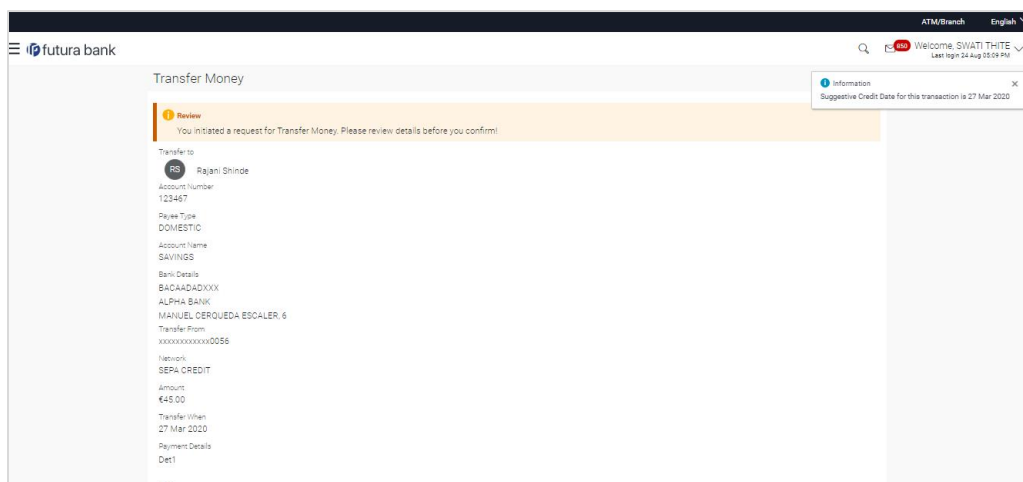 ATM/Branch English
futura bank
850 Welcome, SWATI THITE
Last login 24 Aug 05:09 PM
Transfer Money
Information
Suggestive Credit Date for this transaction is 27 Mar 2020
Review
You initiated a request for Transfer Money. Please review details before you confirm!
Transfer to
RS Rajani Shinde
Account Number
123467
Payee Type
DOMESTIC
Account Name
SAVINGS
Bank Details
BACAADADXXX
ALPHA BANK
MANUEL CERQUEDA ESCALER, 6
Transfer From
xxxxxxxxxxxx0056
Network
SEPA CREDIT
Amount
€45.00
Transfer When
27 Mar 2020
Payment Details
Det1